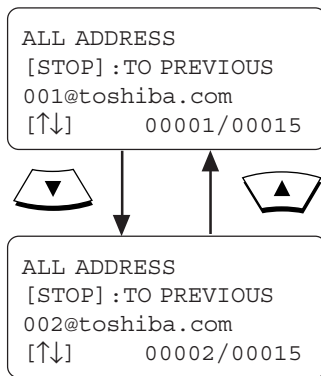 ALL ADDRESS
[STOP]:TO PREVIOUS
001@toshiba.com
[↑↓] 00001/00015
▼ ▲
ALL ADDRESS
[STOP]:TO PREVIOUS
002@toshiba.com
[↑↓] 00002/00015